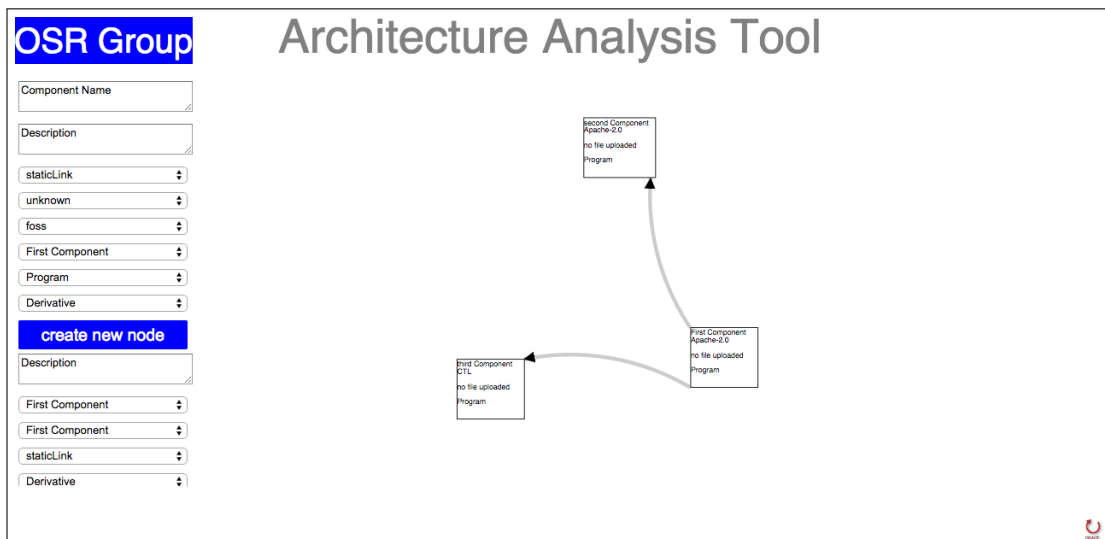 OSR Group
Architecture Analysis Tool
Component Name
Description
staticLink
unknown
foss
First Component
Program
Derivative
create new node
Description
First Component
First Component
staticLink
Derivative
second Component
Apache-2.0
no file uploaded
Program
First Component
Apache-2.0
no file uploaded
Program
third Component
CTL
no file uploaded
Program